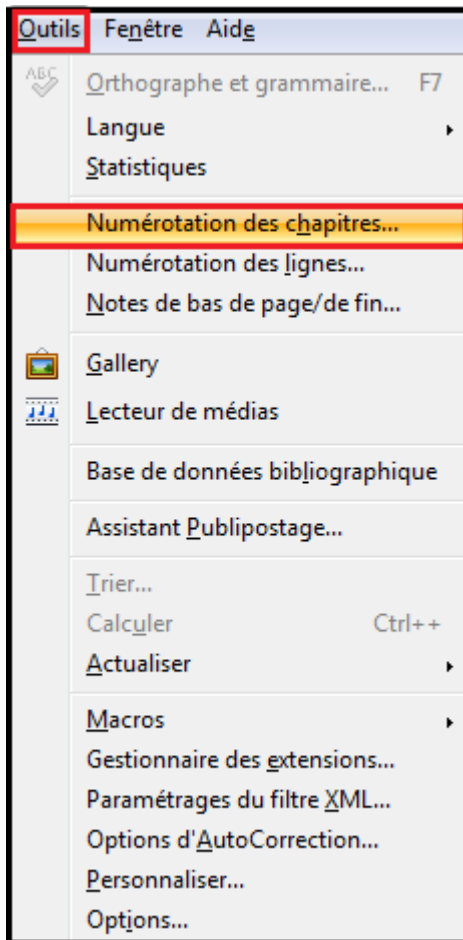 Outils Fenêtre Aide
ABC Orthographe et grammaire... F7
Langue
Statistiques
Numérotation des chapitres...
Numérotation des lignes...
Notes de bas de page/de fin...
Gallery
Lecteur de médias
Base de données bibliographique
Assistant Publipostage...
Trier...
Calculer Ctrl++
Actualiser
Macros
Gestionnaire des extensions...
Paramétrages du filtre XML...
Options d'AutoCorrection...
Personnaliser...
Options...